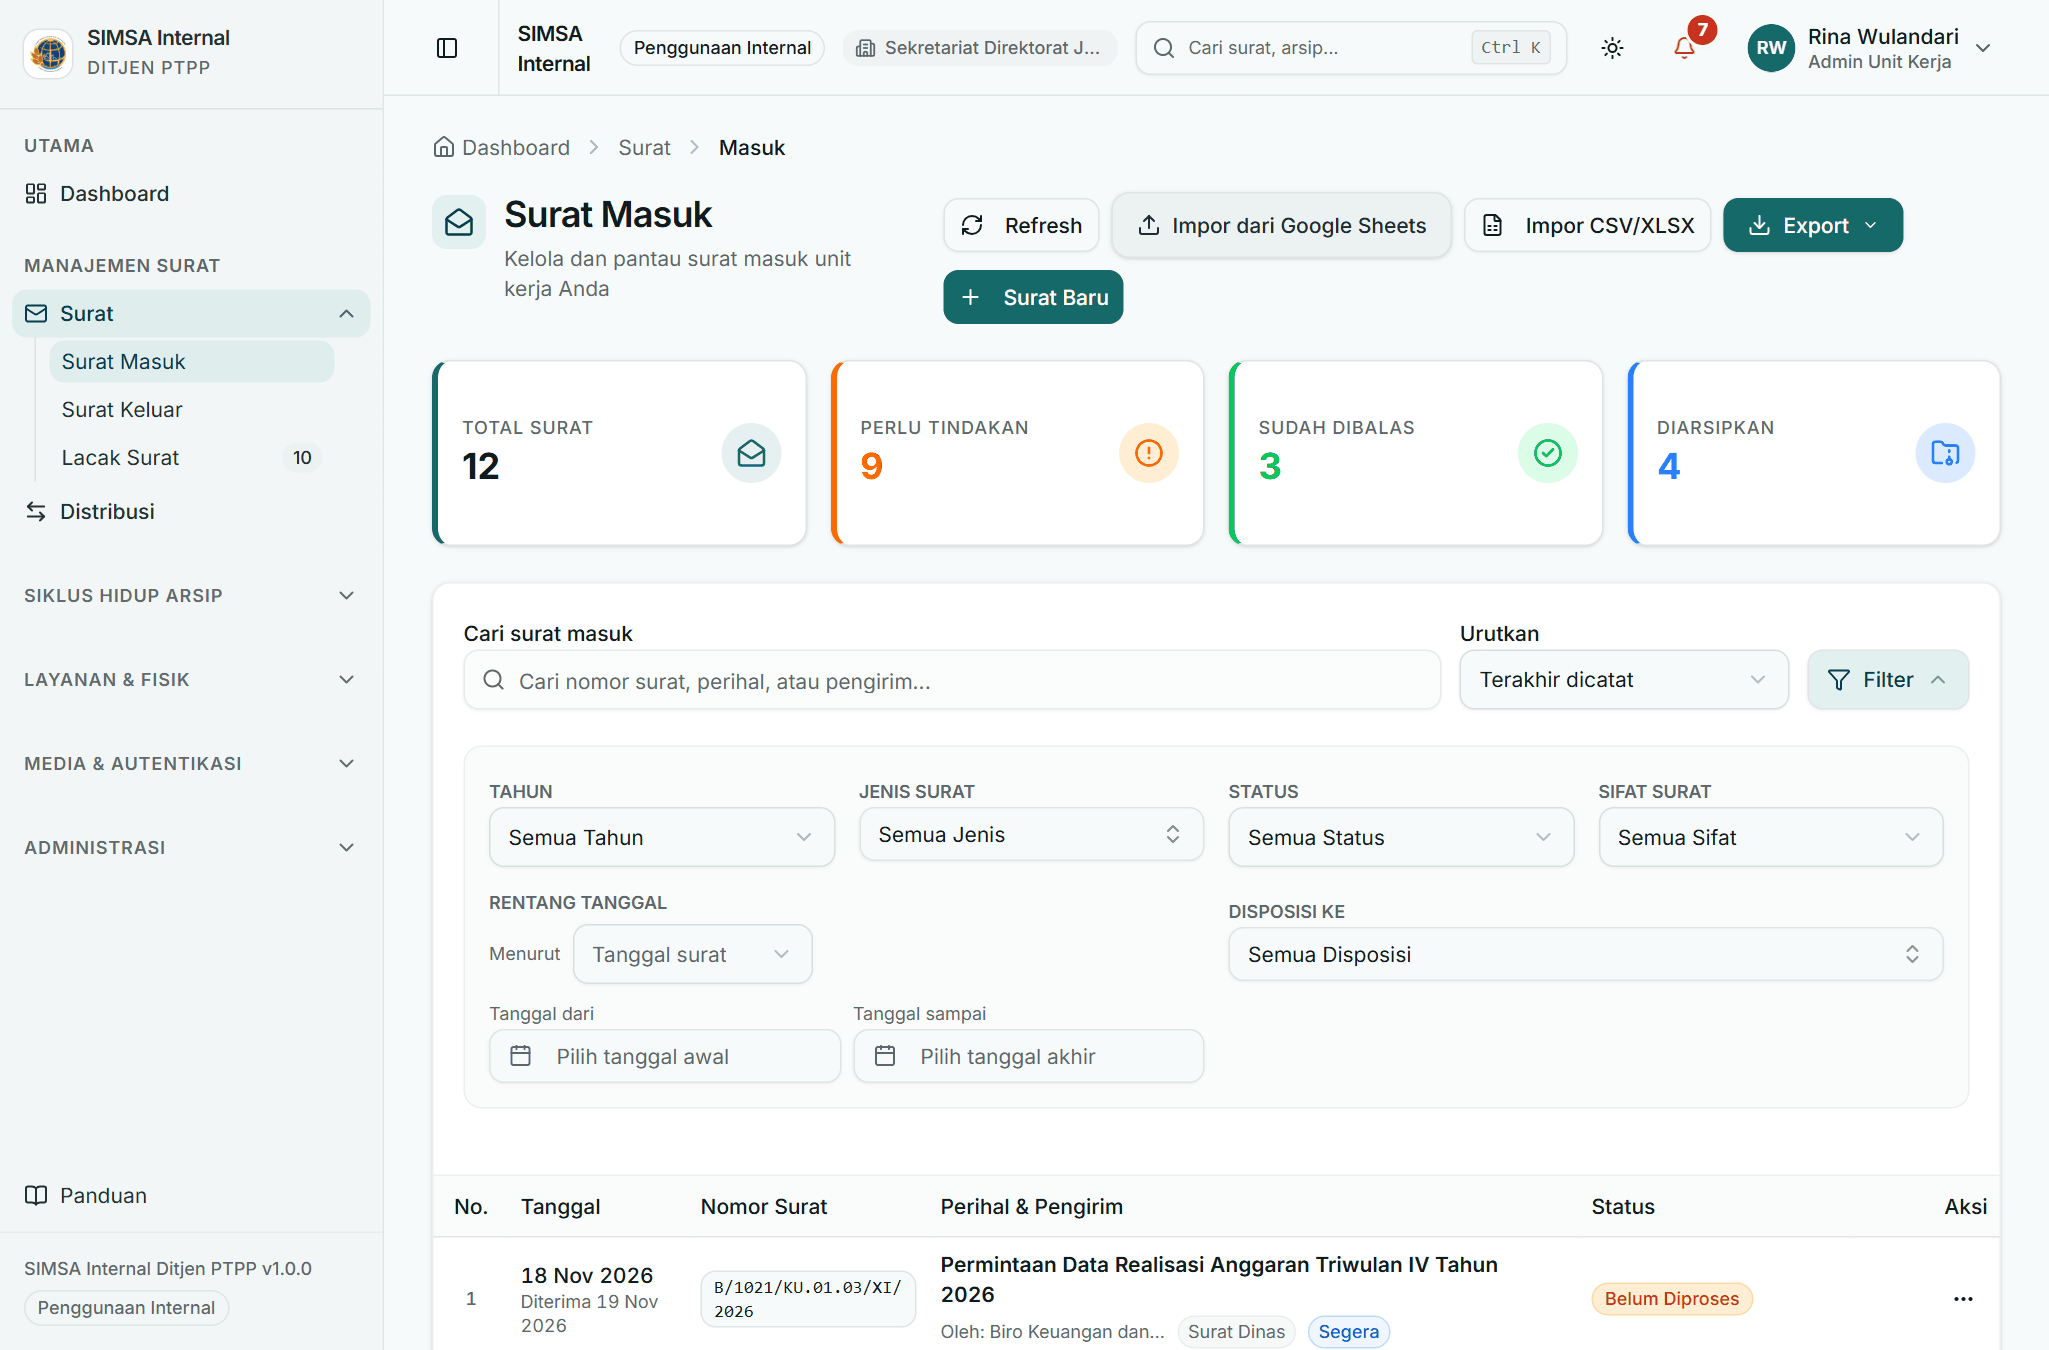 SIMSA Internal
DITJEN PTPP
UTAMA
Dashboard
MANAJEMEN SURAT
Surat
Surat Masuk
Surat Keluar
Lacak Surat 10
Distribusi
SIKLUS HIDUP ARSIP
LAYANAN & FISIK
MEDIA & AUTENTIKASI
ADMINISTRASI
Panduan
SIMSA Internal Ditjen PTPP v1.0.0
Penggunaan Internal
SIMSA
Internal
Penggunaan Internal
Sekretariat Direktorat J...
Cari surat, arsip...
Ctrl K
7
RW
Rina Wulandari
Admin Unit Kerja
Dashboard
Surat
Masuk
Surat Masuk
Kelola dan pantau surat masuk unit
kerja Anda
Refresh
Impor dari Google Sheets
Impor CSV/XLSX
Export
Surat Baru
TOTAL SURAT
12
PERLU TINDAKAN
9
SUDAH DIBALAS
3
DIARSIPKAN
4
Cari surat masuk
Cari nomor surat, perihal, atau pengirim...
Urutkan
Terakhir dicatat
Filter
TAHUN
Semua Tahun
JENIS SURAT
Semua Jenis
STATUS
Semua Status
SIFAT SURAT
Semua Sifat
RENTANG TANGGAL
Menurut
Tanggal surat
DISPOSISI KE
Semua Disposisi
Tanggal dari
Pilih tanggal awal
Tanggal sampai
Pilih tanggal akhir
No. Tanggal Nomor Surat Perihal & Pengirim Status Aksi
1
18 Nov 2026
Diterima 19 Nov
2026
B/1021/KU.01.03/XI/
2026
Permintaan Data Realisasi Anggaran Triwulan IV Tahun
2026
Oleh: Biro Keuangan dan...
Surat Dinas
Segera
Belum Diproses